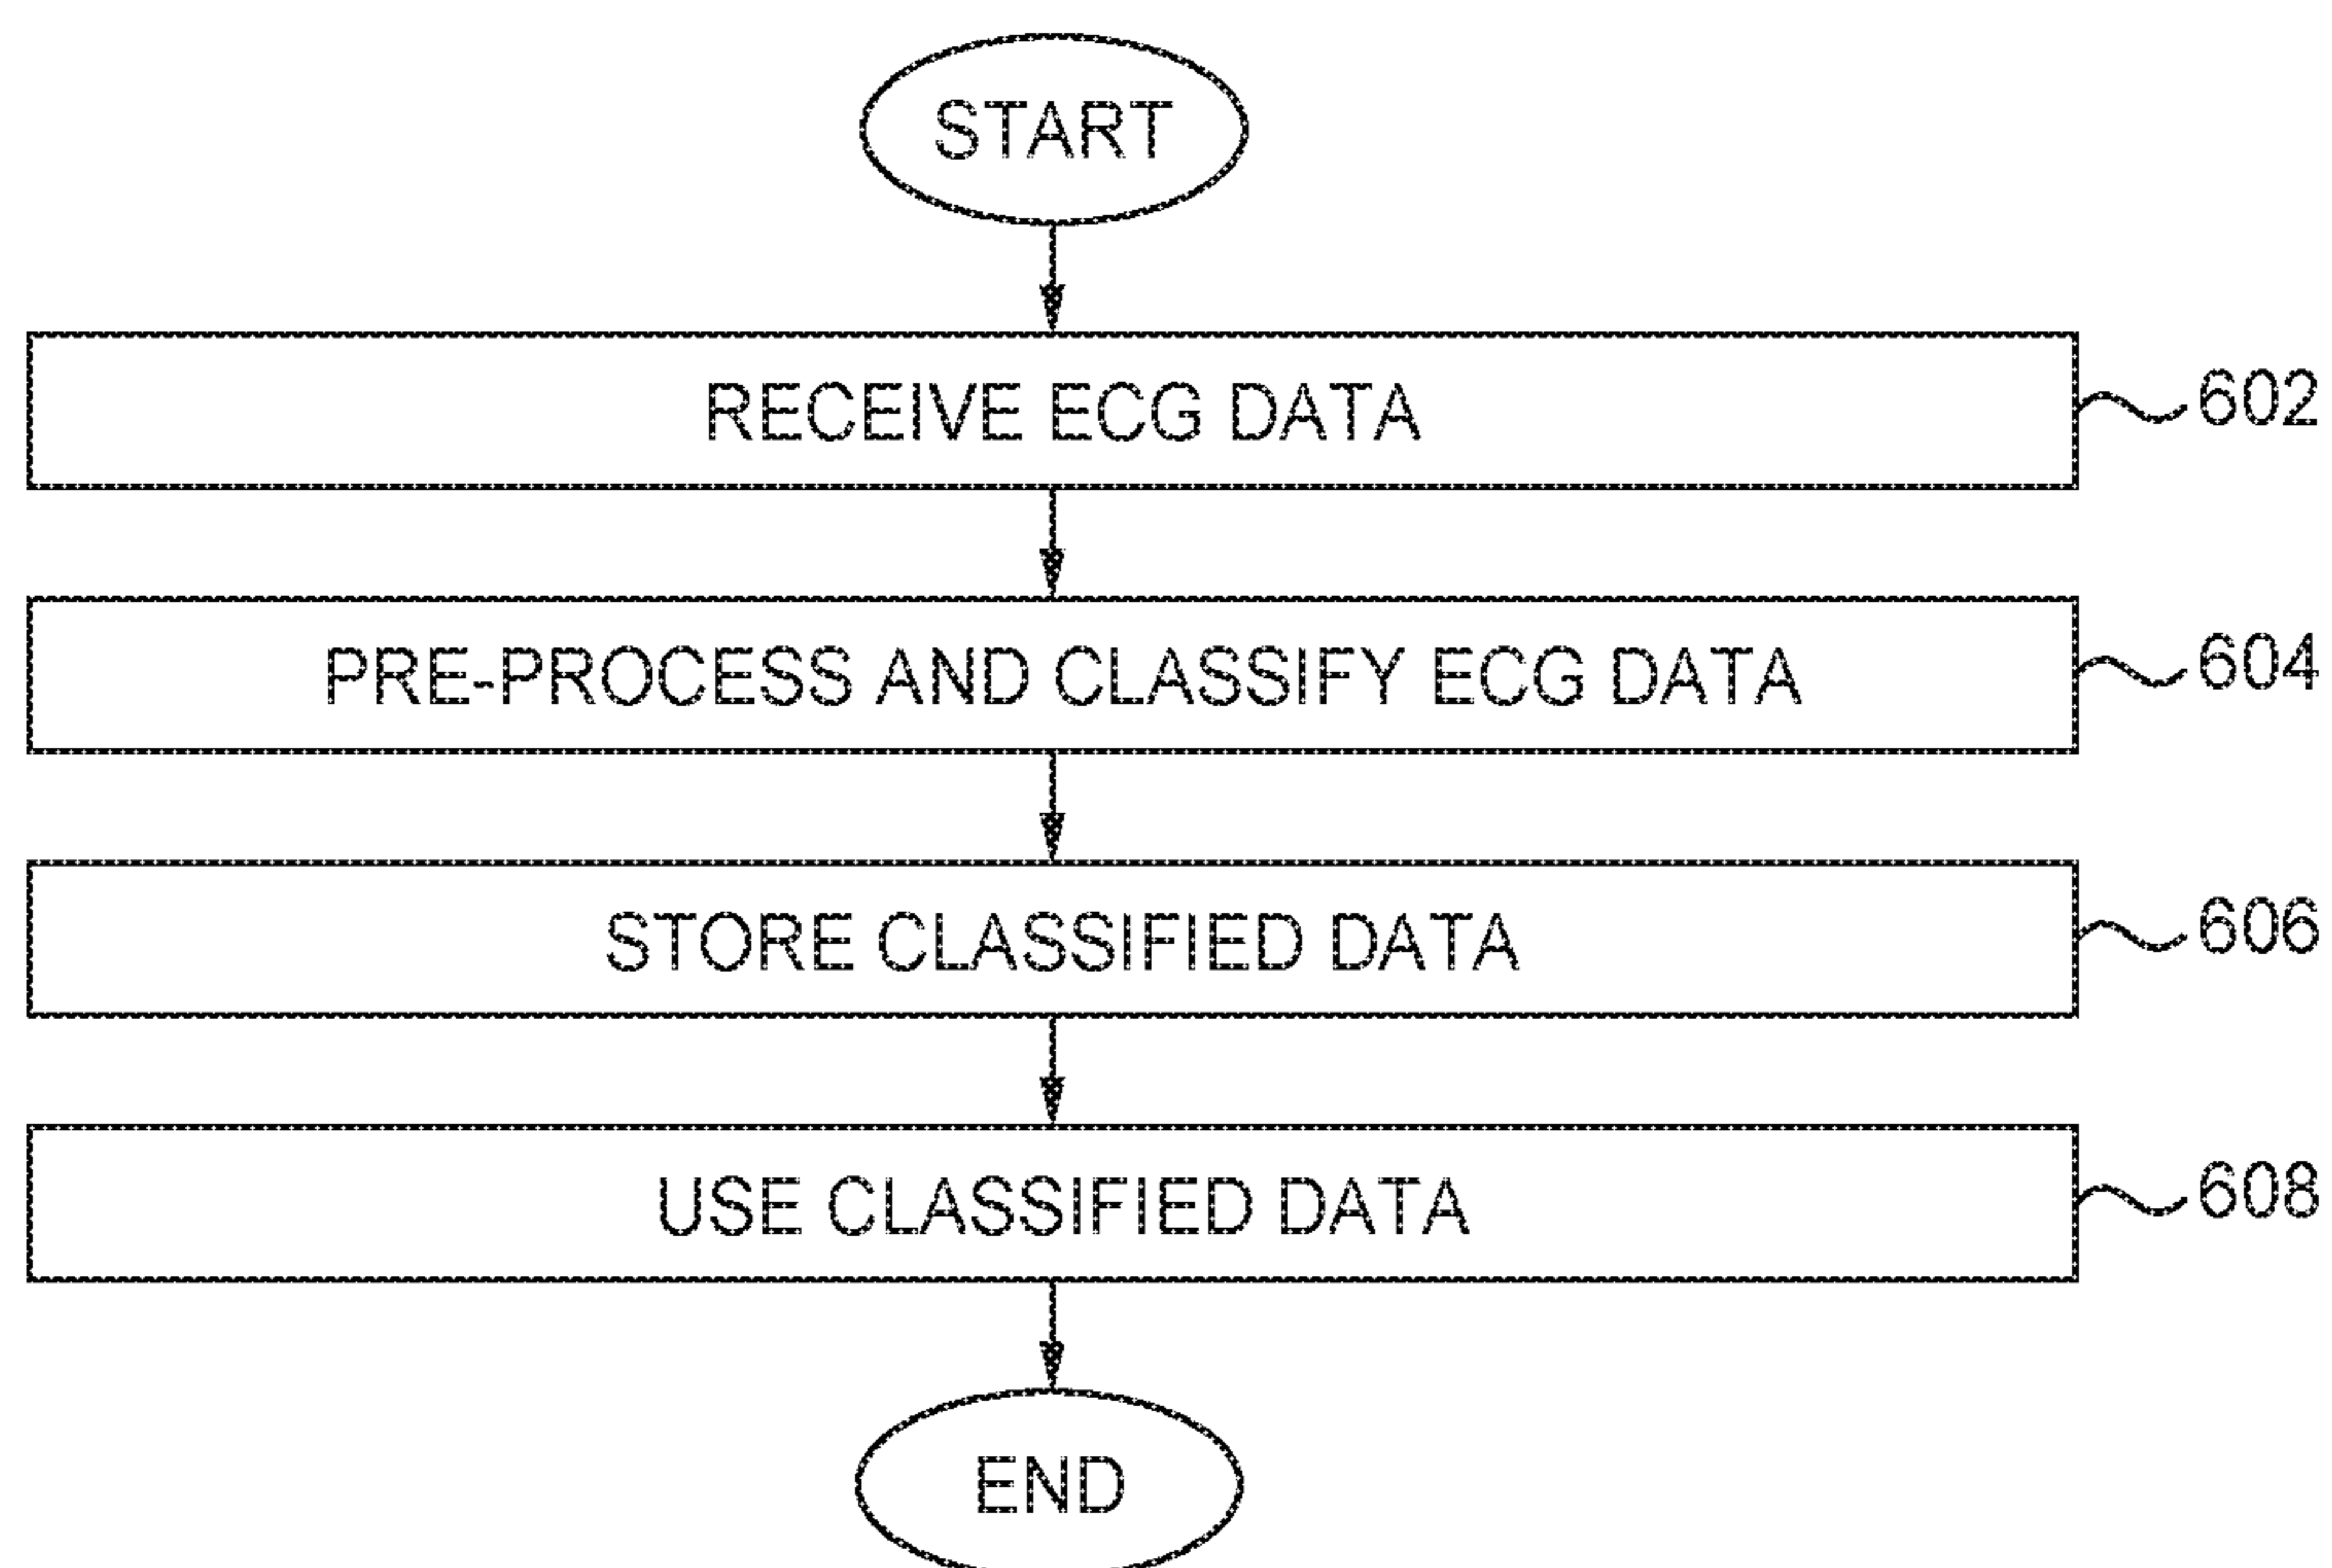 START
RECEIVE ECG DATA
602
PRE-PROCESS AND CLASSIFY ECG DATA
604
STORE CLASSIFIED DATA
606
USE CLASSIFIED DATA
608
END